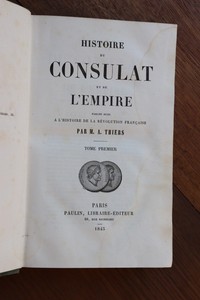 HISTOIRE
DU
CONSULAT
ET DE
L'EMPIRE
FAISANT SUITE
A L'HISTOIRE DE LA RÉVOLUTION FRANÇAISE
PAR M. A. THIERS
TOME PREMIER
PARIS
PAULIN, LIBRAIRE-ÉDITEUR
1845